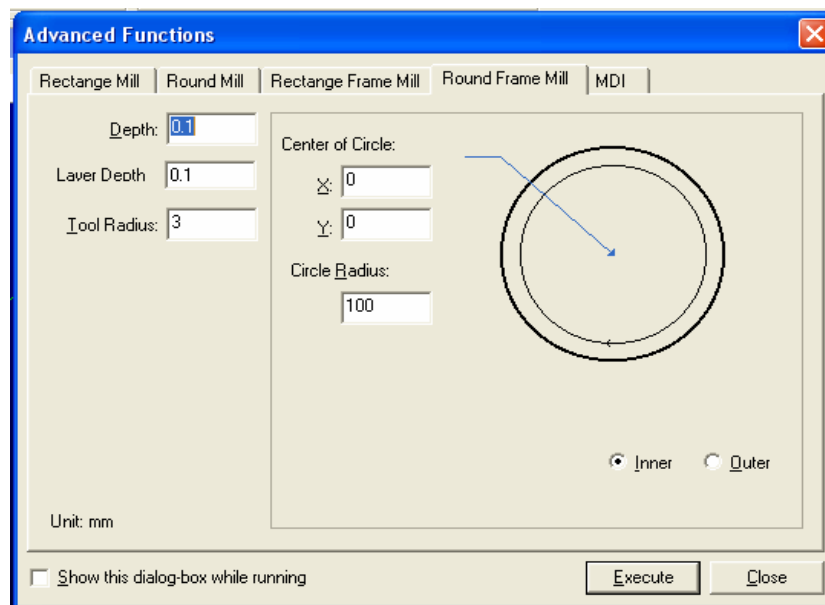 Advanced Functions
Rectange Mill
Round Mill
Rectange Frame Mill
Round Frame Mill
MDI
Depth: 0.1
Laver Depth 0.1
Tool Radius: 3
Center of Circle:
X: 0
Y: 0
Circle Radius:
100
Inner
Outer
Unit: mm
Show this dialog-box while running
Execute
Close